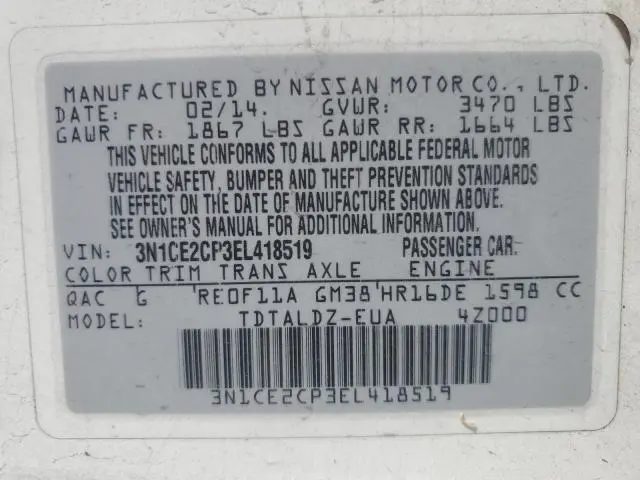 MANUFACTURED BY NISSAN MOTOR CO., LTD.
DATE: 02/14. GVWR: 3470 LBS
GAWR FR: 1867 LBS GAWR RR: 1664 LBS
THIS VEHICLE CONFORMS TO ALL APPLICABLE FEDERAL MOTOR
VEHICLE SAFETY, BUMPER AND THEFT PREVENTION STANDARDS
IN EFFECT ON THE DATE OF MANUFACTURE SHOWN ABOVE.
SEE OWNER'S MANUAL FOR ADDITIONAL INFORMATION.
VIN: 3N1CE2CP3EL418519 PASSENGER CAR.
COLOR TRIM TRANS AXLE ENGINE
QAC G RE0F11A GM38 HR16DE 1598 CC
MODEL: TDTALDZ-EUA 4Z000
3N1CE2CP3EL418519